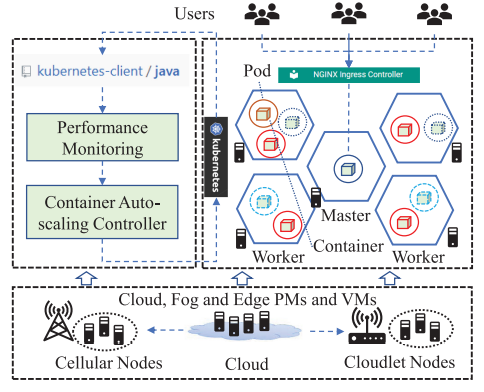 Users
kubernetes-client / java
NGINX Ingress Controller
Pod
Performance
Monitoring
kubernetes
Container Auto-
scaling Controller
Master
Container
Worker
Worker
Cloud, Fog and Edge PMs and VMs
Cellular Nodes
Cloud
Cloudlet Nodes